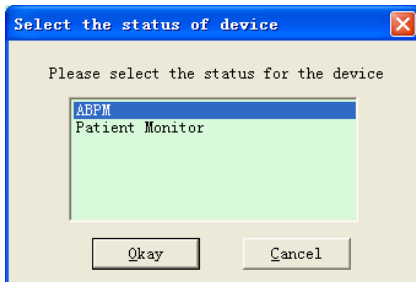 Select the status of device
Please select the status for the device
ABPM
Patient Monitor
Okay
Cancel